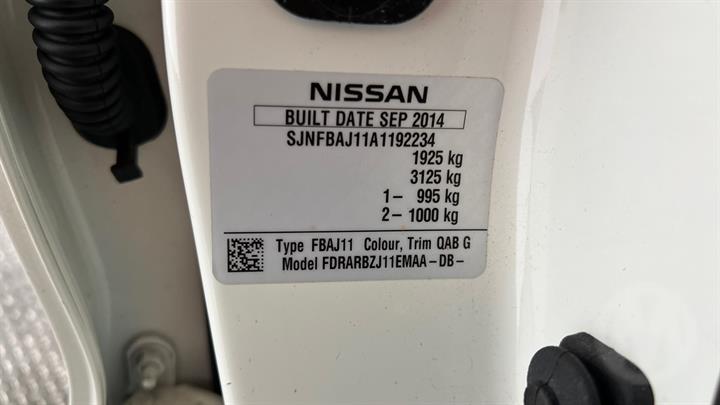 NISSAN
BUILT DATE SEP 2014
SJNFBAJ11A1192234
1925 kg
3125 kg
1– 995 kg
2– 1000 kg
Type FBAJ11 Colour, Trim QAB G
Model FDRARBZJ11EMAA–DB–